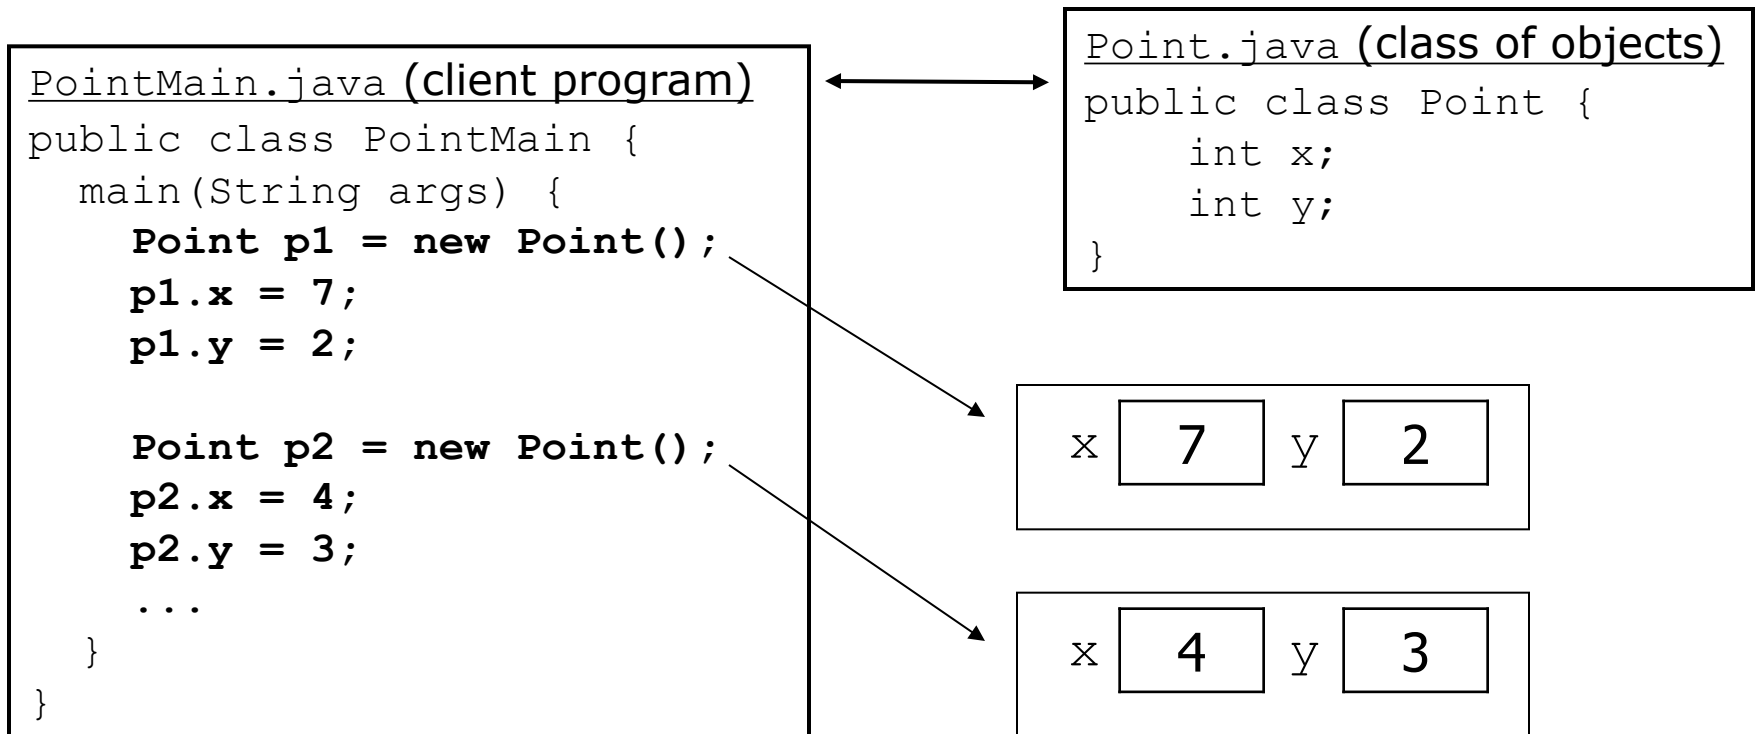 PointMain.java (client program)
public class PointMain {
main(String args) {
Point p1 = new Point();
p1.x = 7;
p1.y = 2;
Point p2 = new Point();
p2.x = 4;
p2.y = 3;
...
}
}
Point.java (class of objects)
public class Point {
int x;
int y;
}
x 7 y 2
x 4 y 3